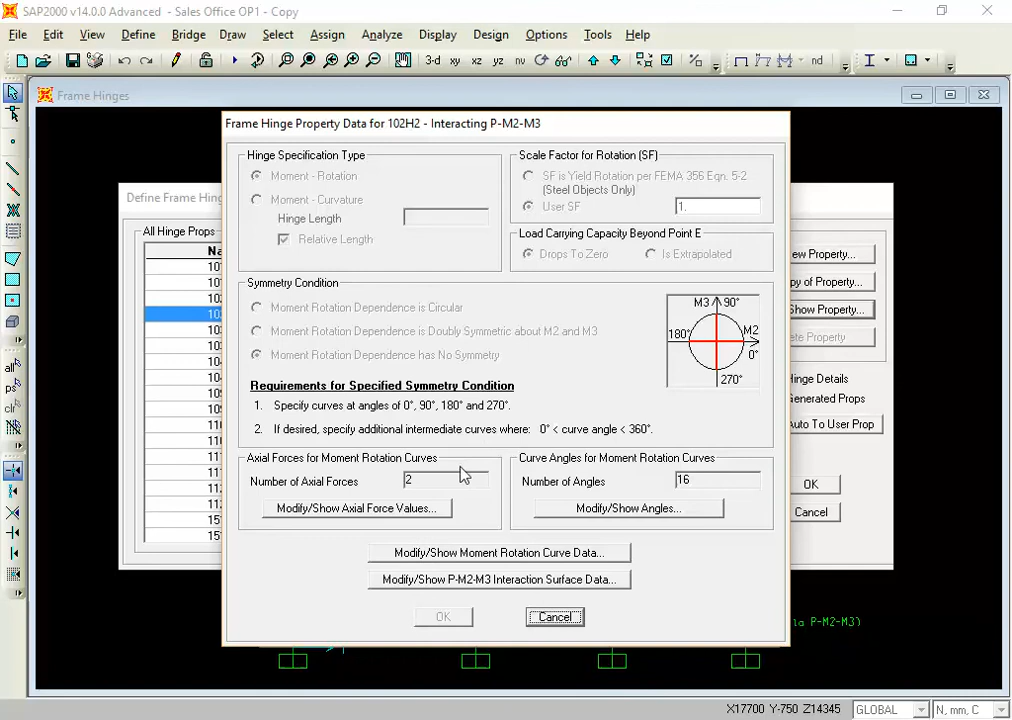 SAP2000 v14.0.0 Advanced - Sales Office OP1 - Copy
File Edit View Define Bridge Draw Select Assign Analyze Display Design Options Tools Help
3-d xy xz yz nv nd
Frame Hinges
Define Frame Hing
All Hinge Props
Na
Frame Hinge Property Data for 102H2 - Interacting P-M2-M3
Hinge Specification Type
Moment - Rotation
Moment - Curvature
Hinge Length
Relative Length
Scale Factor for Rotation (SF)
SF is Yield Rotation per FEMA 356 Eqn. 5-2
(Steel Objects Only)
User SF
1.
Load Carrying Capacity Beyond Point E
Drops To Zero
Is Extrapolated
Symmetry Condition
Moment Rotation Dependence is Circular
Moment Rotation Dependence is Doubly Symmetric about M2 and M3
Moment Rotation Dependence has No Symmetry
M3 90°
180° M2
0°
270°
Requirements for Specified Symmetry Condition
1. Specify curves at angles of 0°, 90°, 180° and 270°.
2. If desired, specify additional intermediate curves where: 0° < curve angle < 360°.
Axial Forces for Moment Rotation Curves
Number of Axial Forces
2
Modify/Show Axial Force Values...
Curve Angles for Moment Rotation Curves
Number of Angles
16
Modify/Show Angles...
Modify/Show Moment Rotation Curve Data...
Modify/Show P-M2-M3 Interaction Surface Data...
OK
Cancel
ew Property...
py of Property...
Show Property...
ete Property
Hinge Details
enerated Props
Auto To User Prop
OK
Cancel
la P-M2-M3)
all
ps
clr
X17700 Y-750 Z14345
GLOBAL
N, mm, C